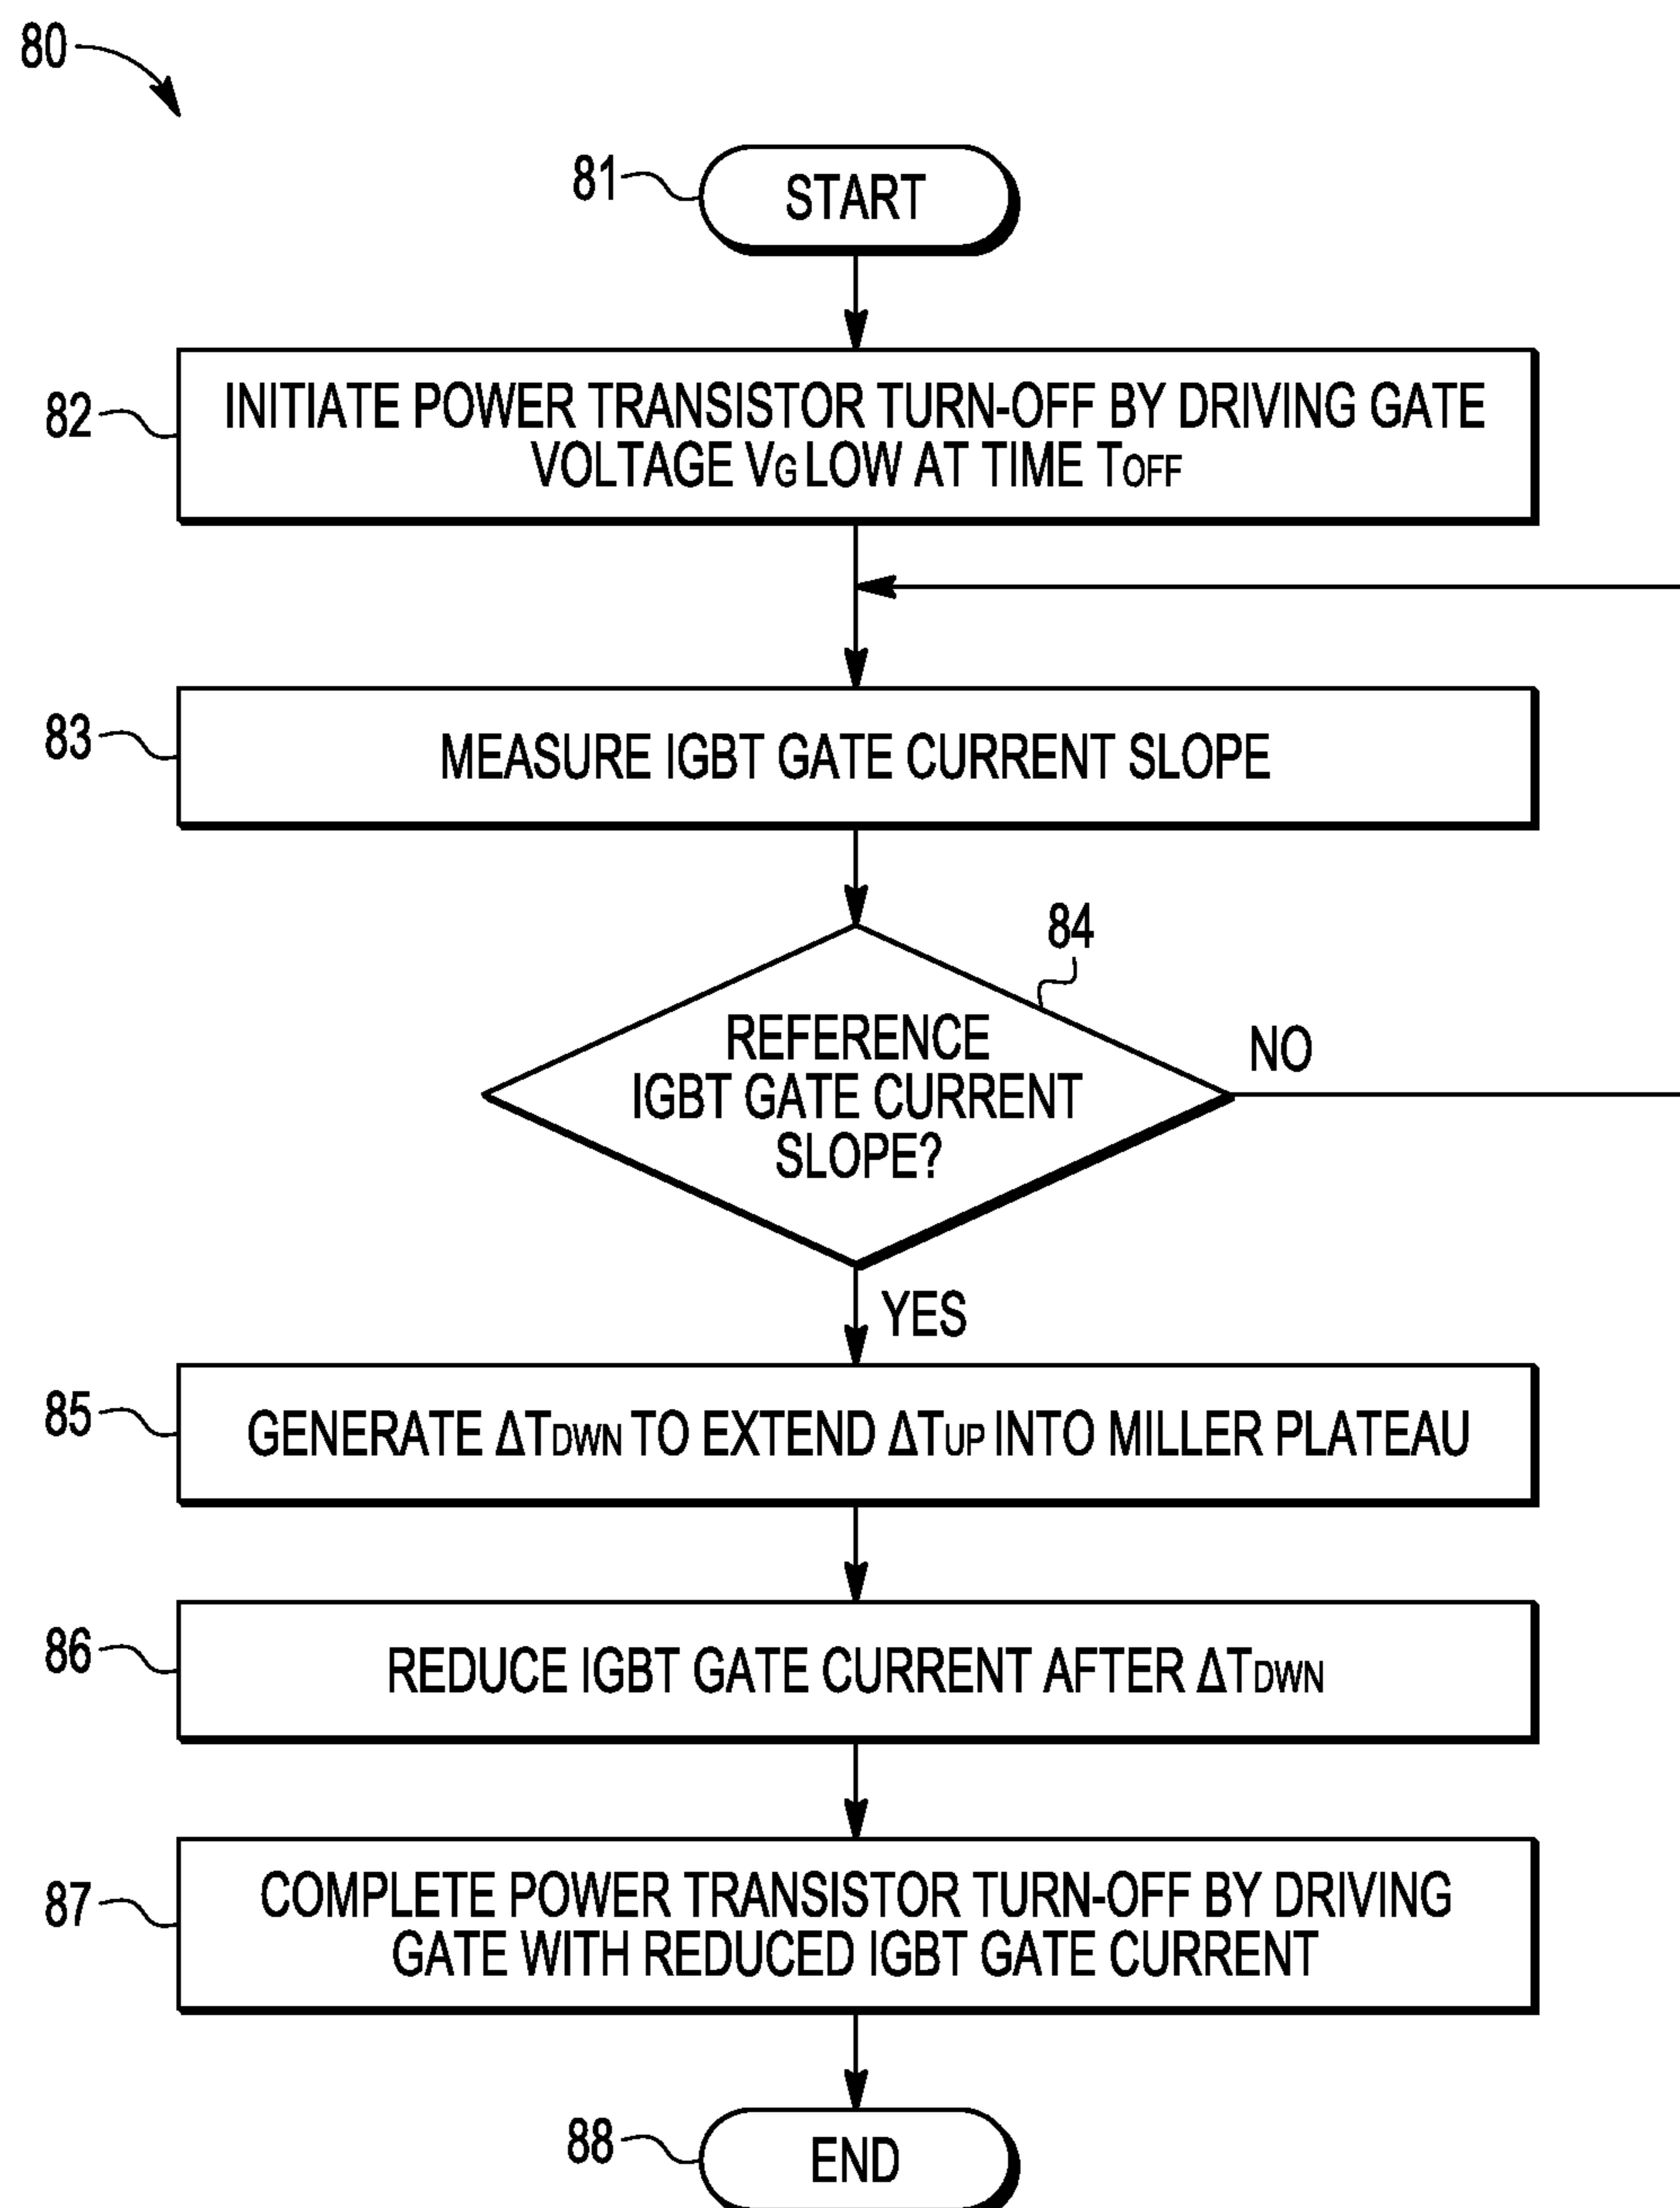 80
81
START
82
INITIATE POWER TRANSISTOR TURN-OFF BY DRIVING GATE
VOLTAGE VG LOW AT TIME TOFF
83
MEASURE IGBT GATE CURRENT SLOPE
84
REFERENCE
IGBT GATE CURRENT
SLOPE?
NO
YES
85
GENERATE ΔTDWN TO EXTEND ΔTUP INTO MILLER PLATEAU
86
REDUCE IGBT GATE CURRENT AFTER ΔTDWN
87
COMPLETE POWER TRANSISTOR TURN-OFF BY DRIVING
GATE WITH REDUCED IGBT GATE CURRENT
88
END